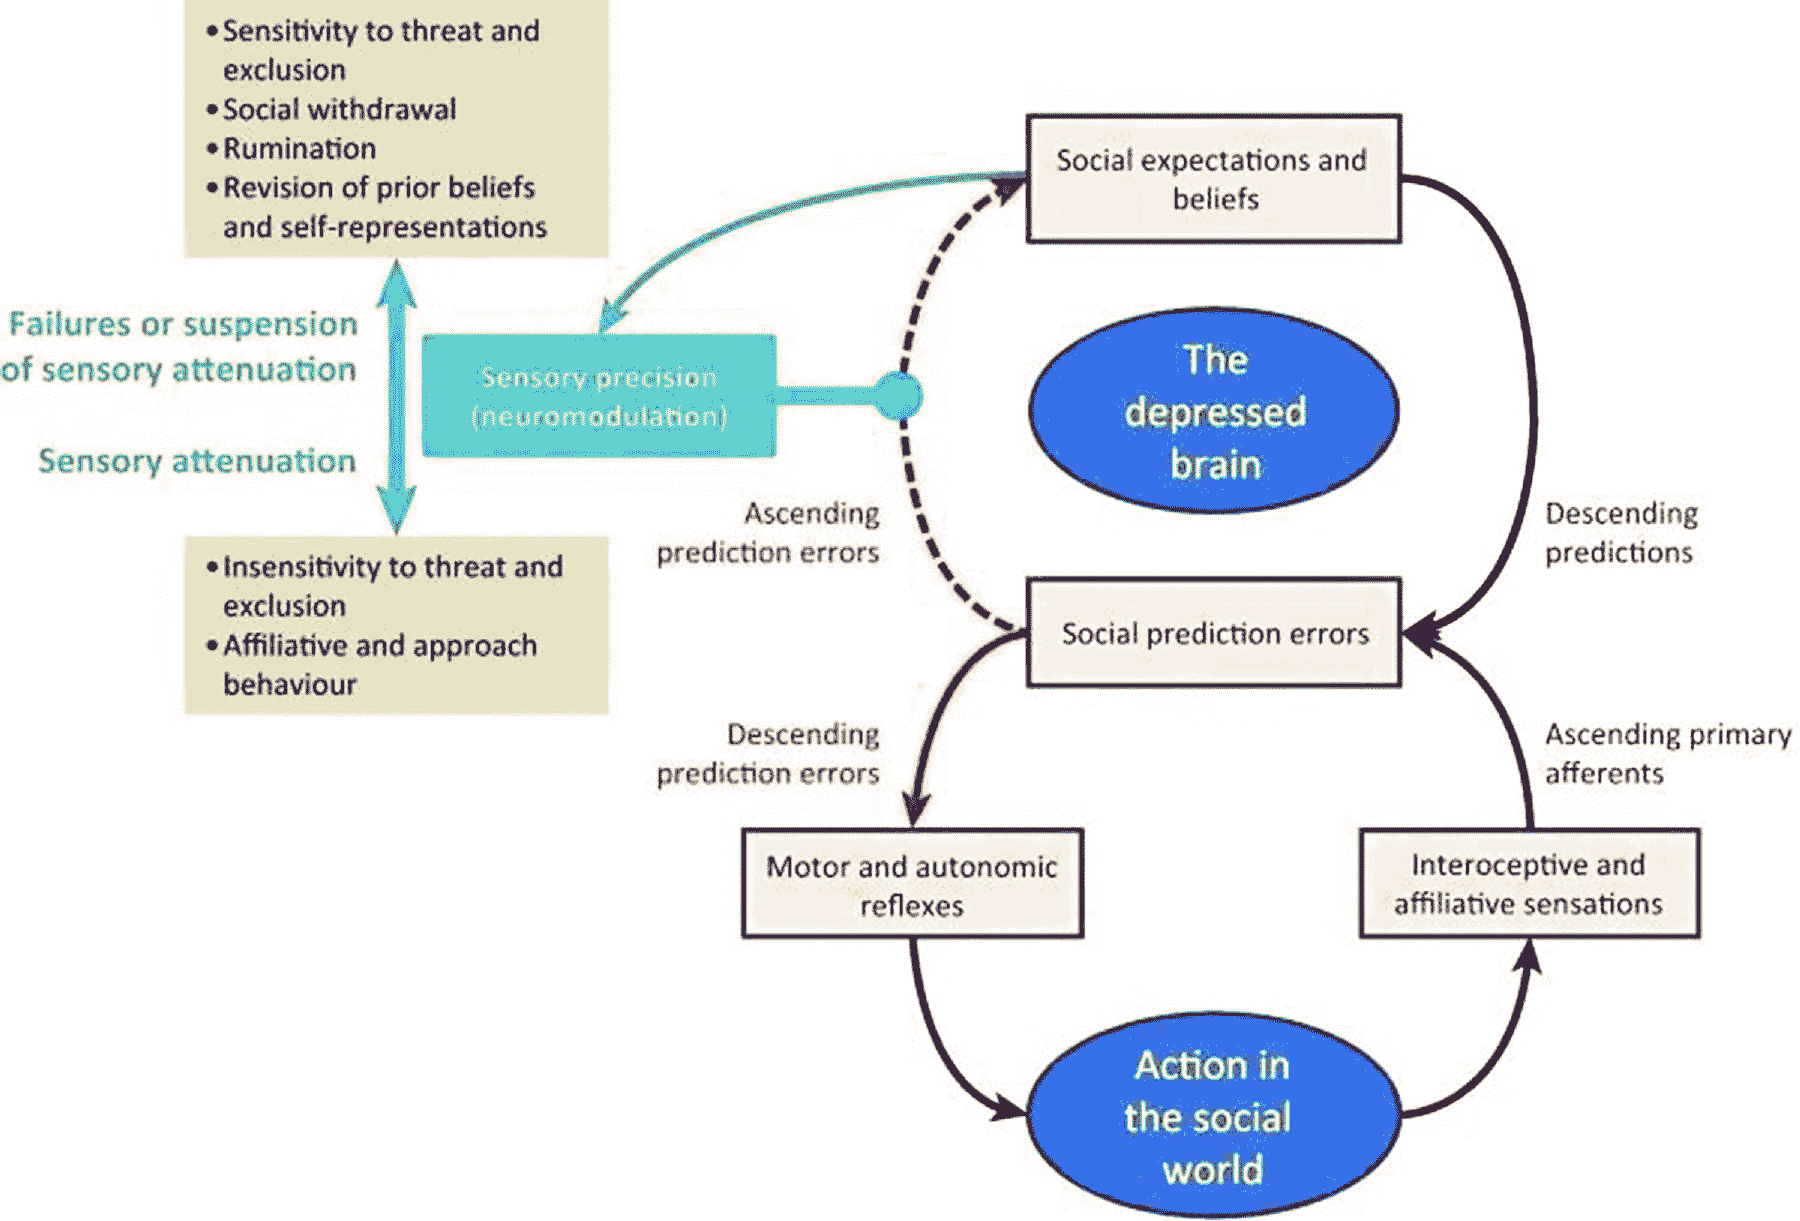 •Sensitivity to threat and
exclusion
•Social withdrawal
•Rumination
•Revision of prior beliefs
and self-representations
Failures or suspension
of sensory attenuation
Sensory attenuation
•Insensitivity to threat and
exclusion
•Affiliative and approach
behaviour
Sensory precision
(neuromodulation)
Social expectations and
beliefs
The
depressed
brain
Ascending
prediction errors
Descending
predictions
Social prediction errors
Descending
prediction errors
Ascending primary
afferents
Motor and autonomic
reflexes
Interoceptive and
affiliative sensations
Action in
the social
world